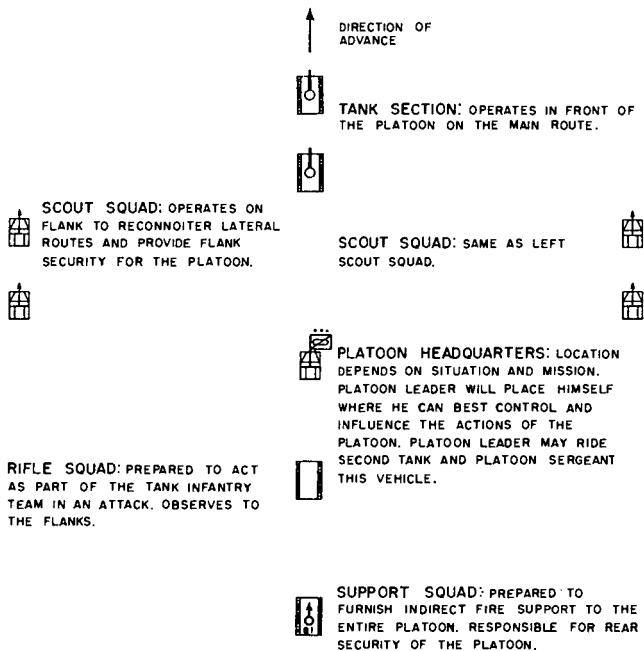 DIRECTION OF
ADVANCE
TANK SECTION: OPERATES IN FRONT OF
THE PLATOON ON THE MAIN ROUTE.
SCOUT SQUAD: OPERATES ON
FLANK TO RECONNOITER LATERAL
ROUTES AND PROVIDE FLANK
SECURITY FOR THE PLATOON.
SCOUT SQUAD: SAME AS LEFT
SCOUT SQUAD.
PLATOON HEADQUARTERS: LOCATION
DEPENDS ON SITUATION AND MISSION.
PLATOON LEADER WILL PLACE HIMSELF
WHERE HE CAN BEST CONTROL AND
INFLUENCE THE ACTIONS OF THE
PLATOON. PLATOON LEADER MAY RIDE
SECOND TANK AND PLATOON SERGEANT
THIS VEHICLE.
RIFLE SQUAD: PREPARED TO ACT
AS PART OF THE TANK INFANTRY
TEAM IN AN ATTACK. OBSERVES TO
THE FLANKS.
SUPPORT SQUAD: PREPARED TO
FURNISH INDIRECT FIRE SUPPORT TO THE
ENTIRE PLATOON. RESPONSIBLE FOR REAR
SECURITY OF THE PLATOON.
81